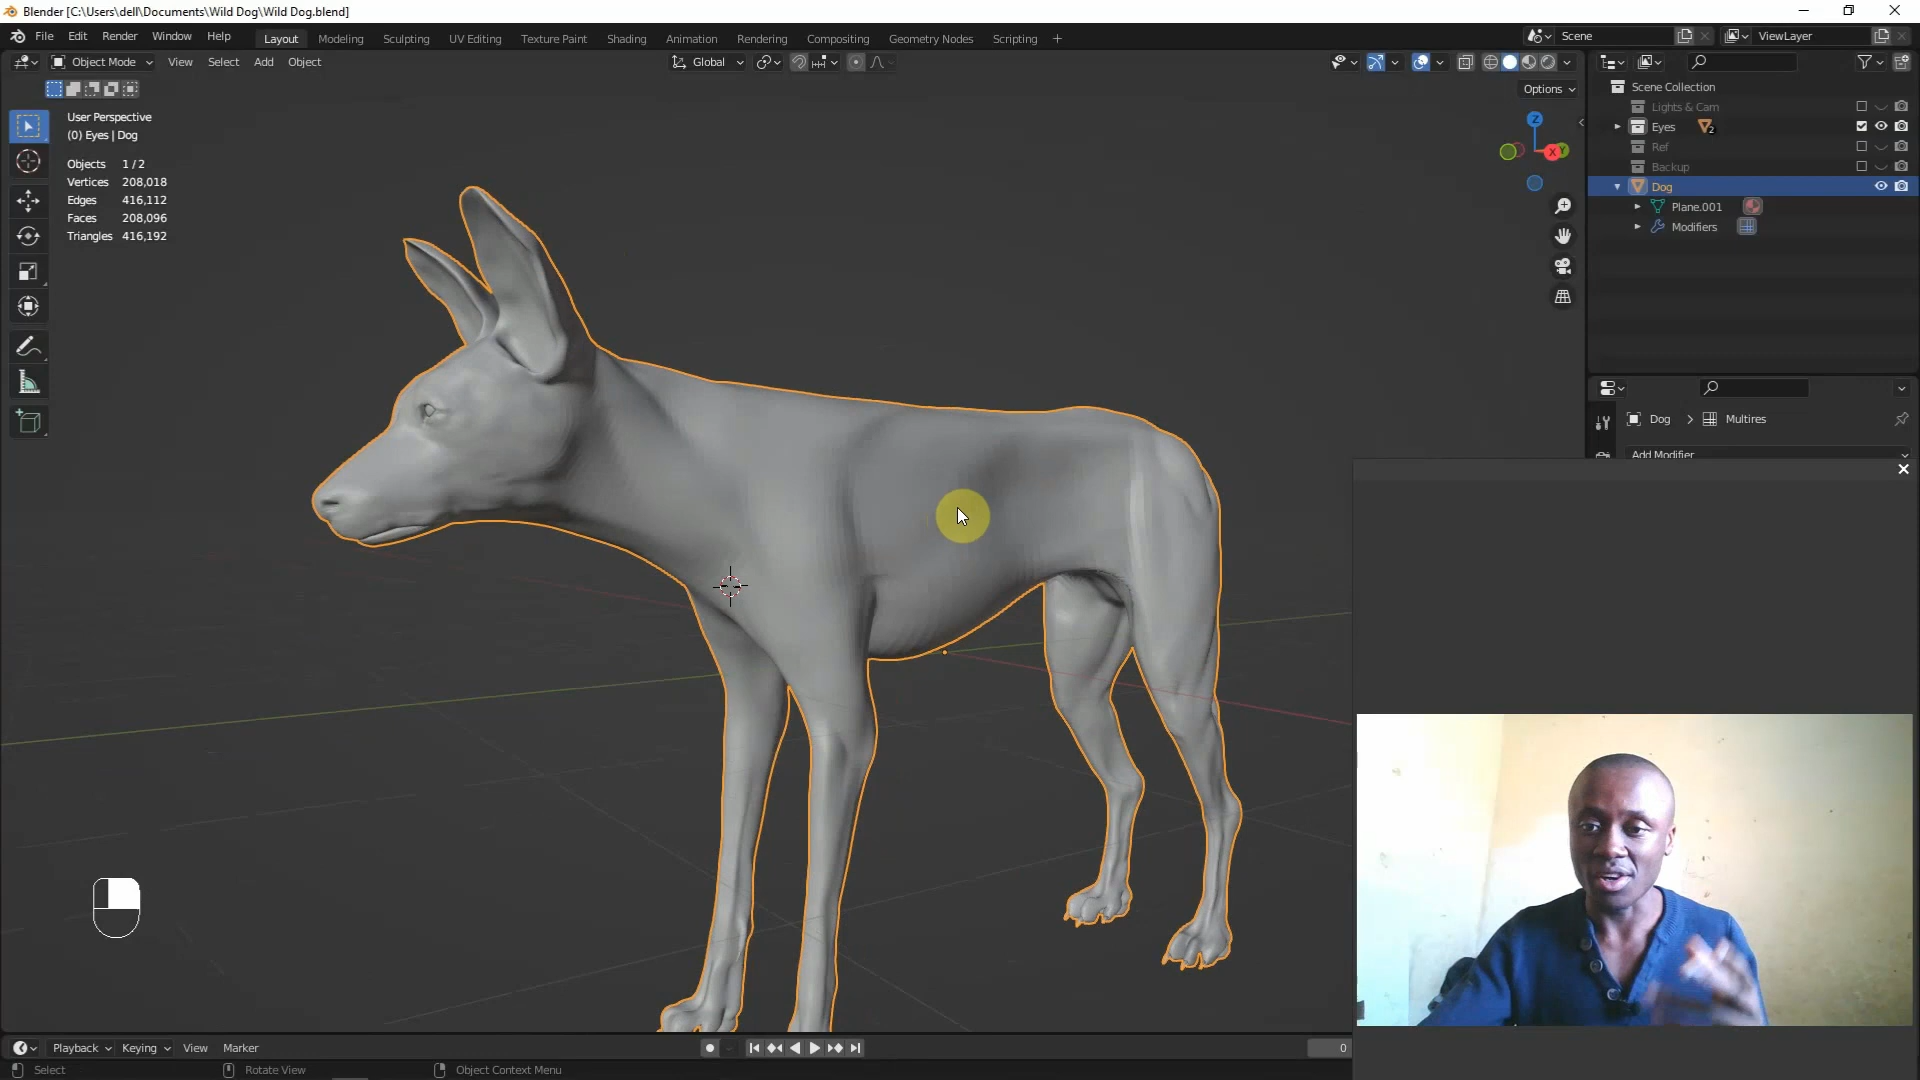 Blender [C:\Users\dell\Documents\Wild Dog\Wild Dog.blend]
File Edit Render Window Help Layout Modeling Sculpting UV Editing Texture Paint Shading Animation Rendering Compositing Geometry Nodes Scripting + Scene ViewLayer
Object Mode View Select Add Object Global
Options
User Perspective
(0) Eyes | Dog
Objects 1 / 2
Vertices 208,018
Edges 416,112
Faces 208,096
Triangles 416,192
Z
X
Y
Scene Collection
Lights & Cam
Eyes 2
Ref
Backup
Dog
Plane.001
Modifiers
Dog > Multires
Add Modifier
Playback Keying View Marker 0
Select Rotate View Object Context Menu